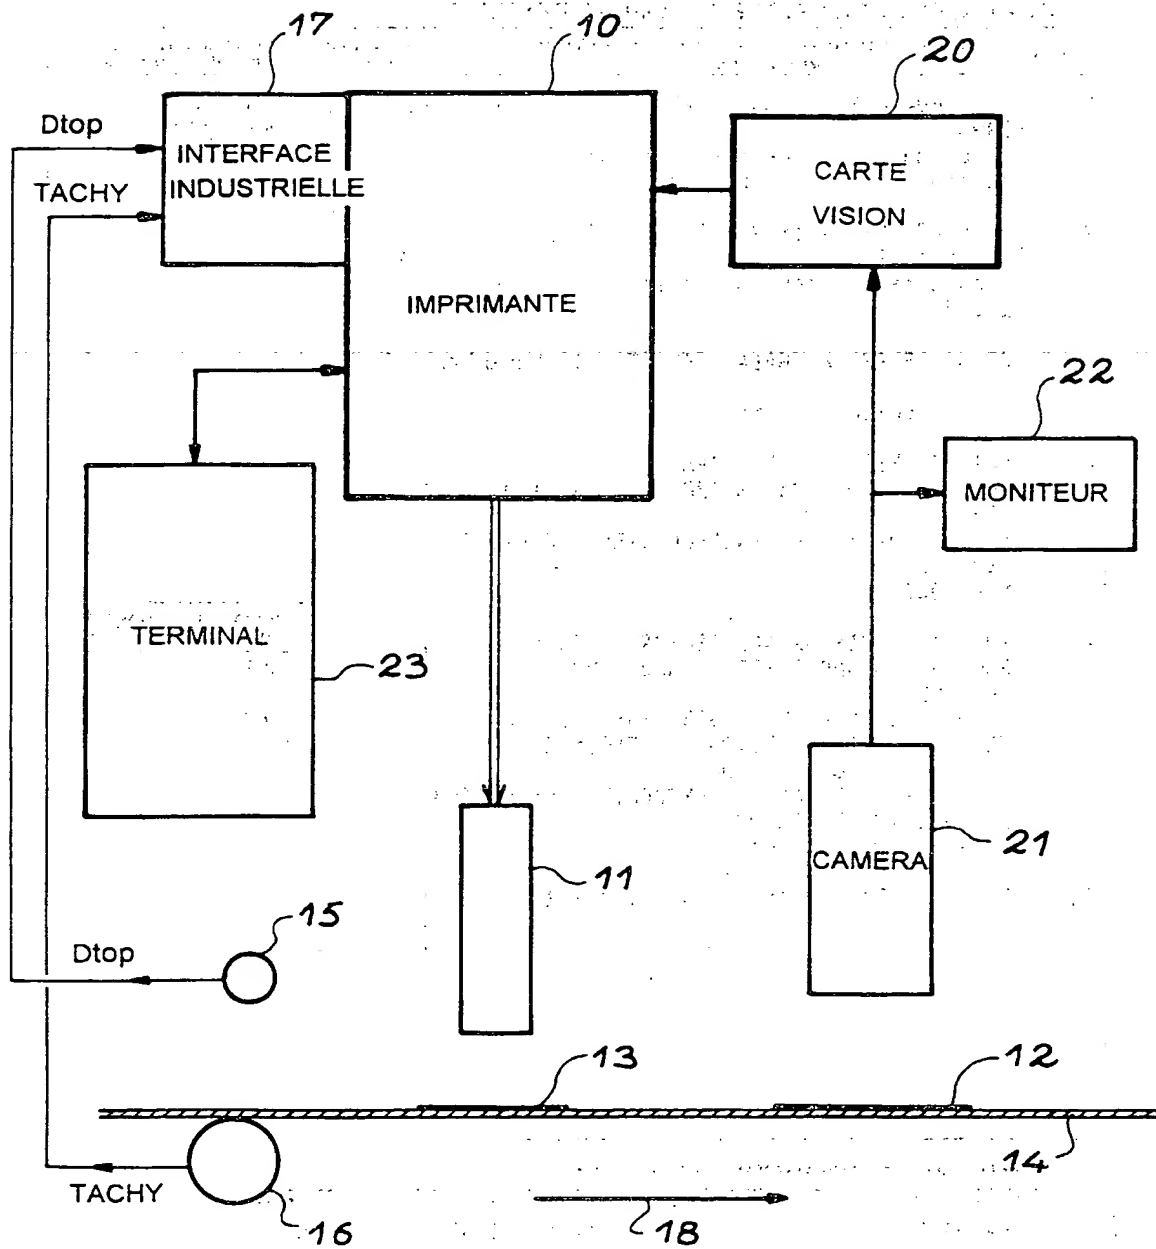 17
10
20
Dtop
INTERFACE
INDUSTRIELLE
TACHY
CARTE
VISION
IMPRIMANTE
22
MONITEUR
TERMINAL
23
CAMERA
21
11
15
Dtop
13
12
14
TACHY
16
18